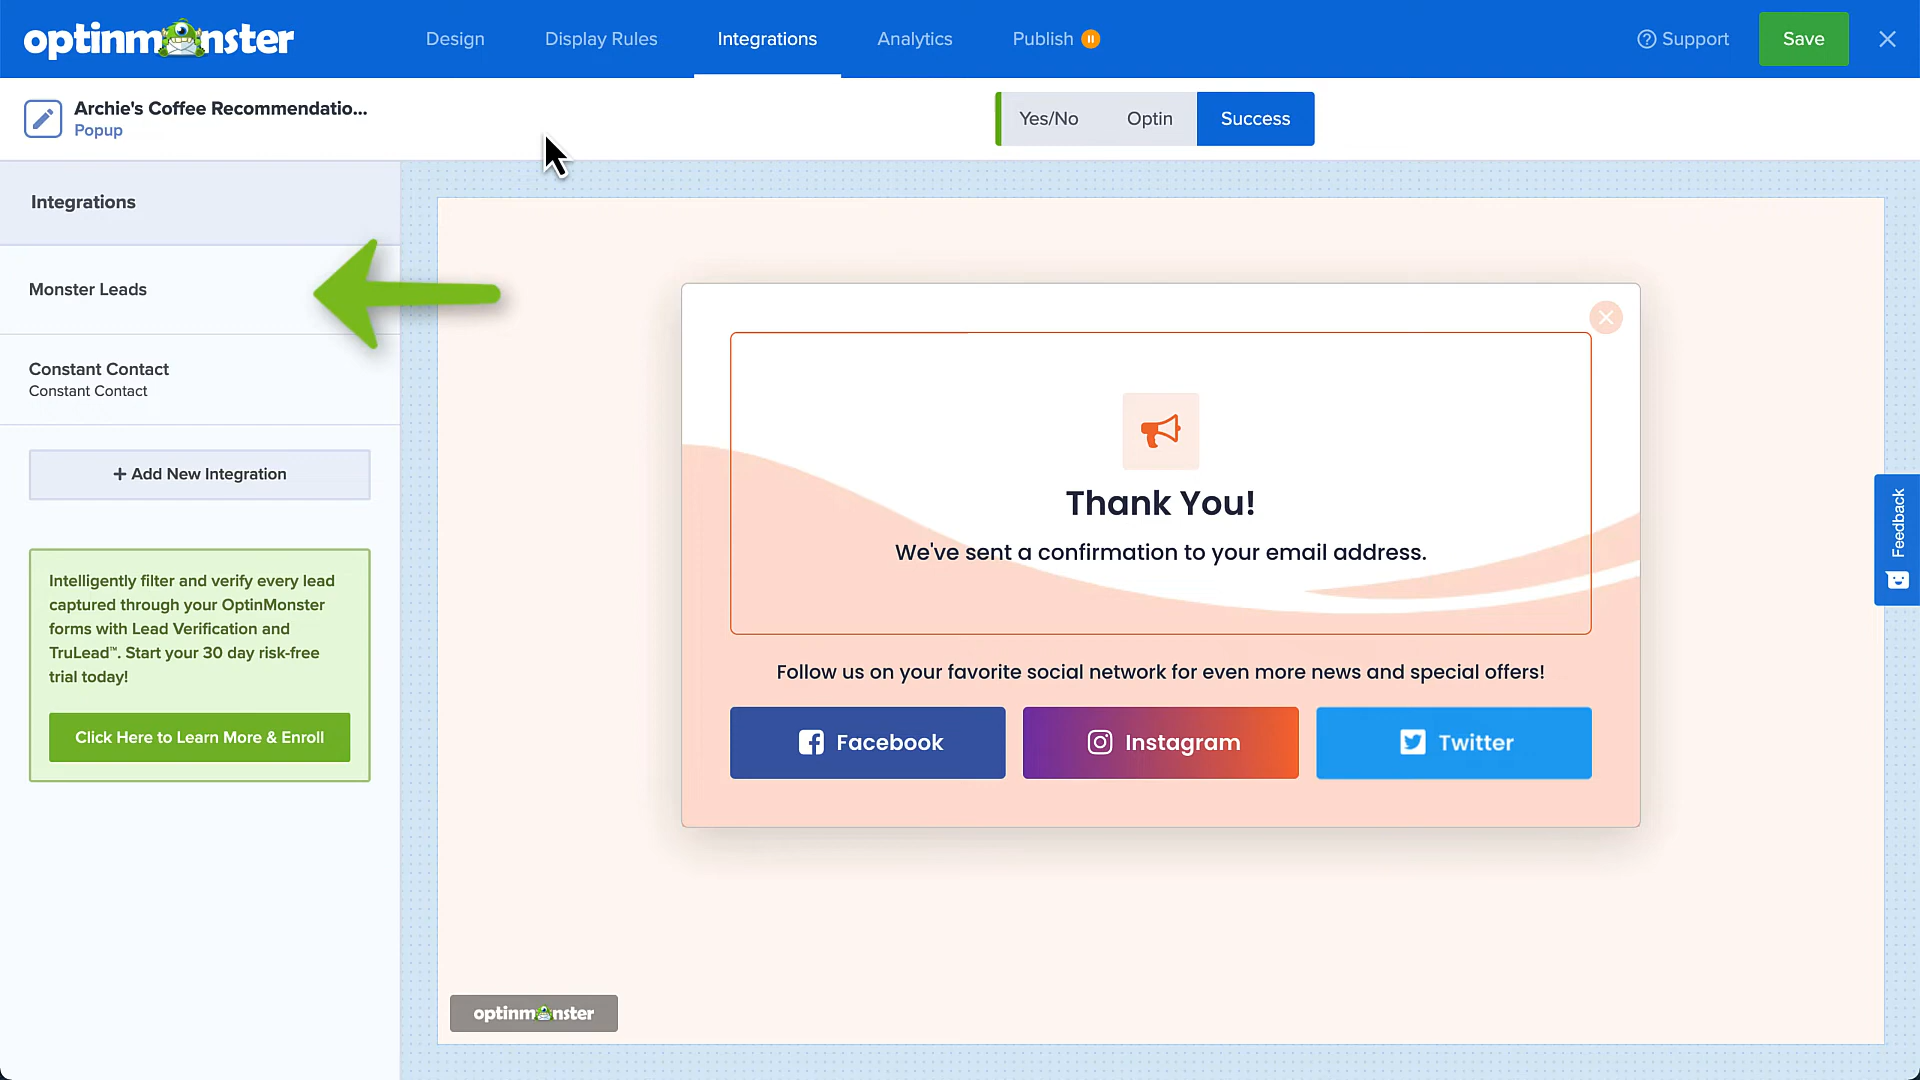 optinmonster
Design
Display Rules
Integrations
Analytics
Publish
Support
Save
Archie's Coffee Recommendatio...
Popup
Yes/No
Optin
Success
Integrations
Monster Leads
Constant Contact
Constant Contact
+ Add New Integration
Intelligently filter and verify every lead
captured through your OptinMonster
forms with Lead Verification and
TruLead™. Start your 30 day risk-free
trial today!
Click Here to Learn More & Enroll
Thank You!
We've sent a confirmation to your email address.
Follow us on your favorite social network for even more news and special offers!
Facebook
Instagram
Twitter
Feedback
optinmonster